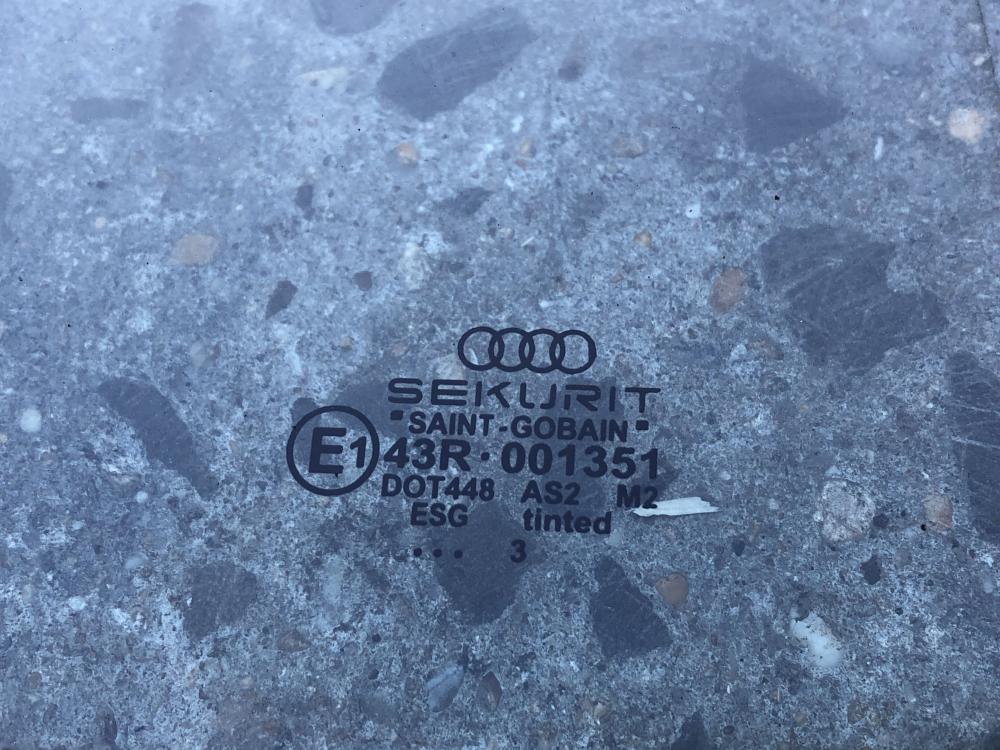 SEKURIT
"SAINT-GOBAIN"
E1 43R·001351
DOT448 AS2 M2
ESG tinted
... 3